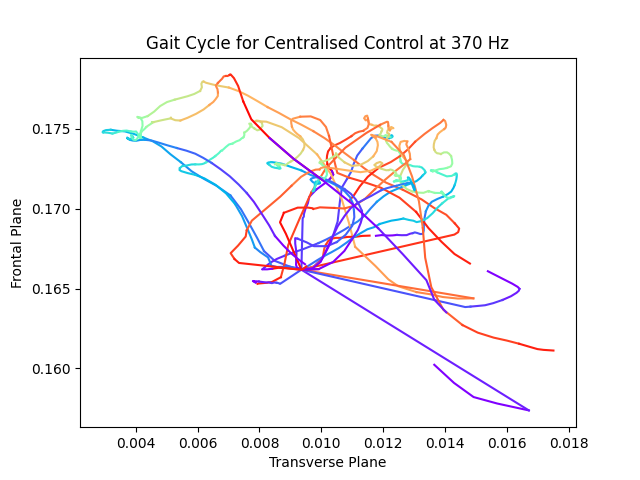 Gait Cycle for Centralised Control at 370 Hz
Frontal Plane
0.175
0.170
0.165
0.160
0.004 0.006 0.008 0.010 0.012 0.014 0.016 0.018
Transverse Plane